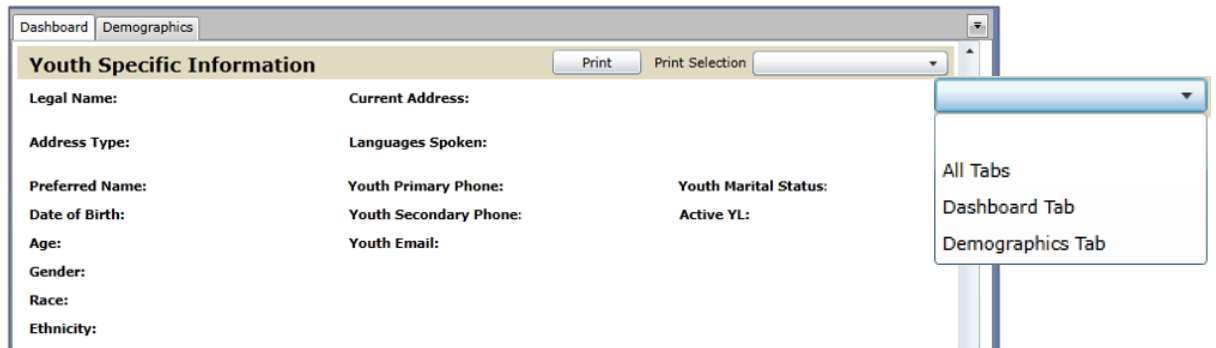 Dashboard Demographics
Youth Specific Information Print Print Selection
Legal Name: Current Address:
Address Type: Languages Spoken:
Preferred Name: Youth Primary Phone: Youth Marital Status:
Date of Birth: Youth Secondary Phone: Active YL:
Age: Youth Email:
Gender:
Race:
Ethnicity:
All Tabs
Dashboard Tab
Demographics Tab